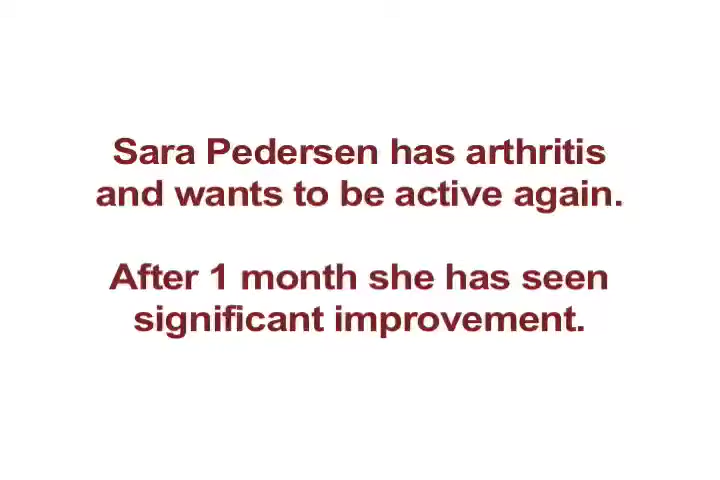 Sara Pedersen has arthritis
and wants to be active again.
After 1 month she has seen
significant improvement.